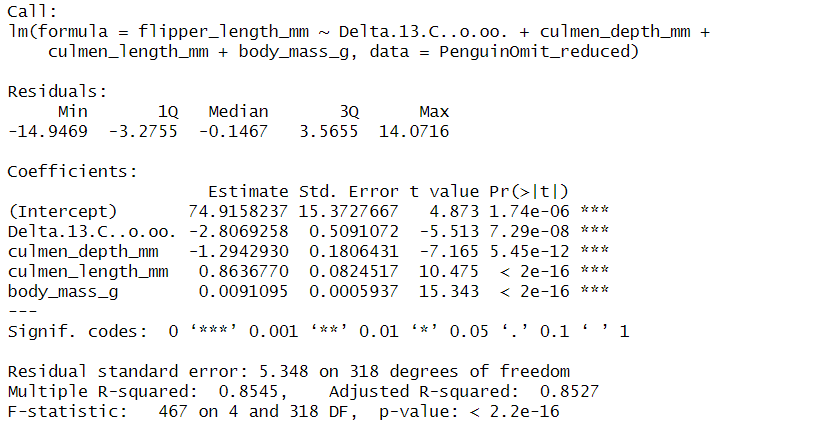 Call:
lm(formula = flipper_length_mm ~ Delta.13.C..o.oo. + culmen_depth_mm +
    culmen_length_mm + body_mass_g, data = PenguinOmit_reduced)

Residuals:
     Min       1Q   Median       3Q      Max
-14.9469  -3.2755  -0.1467   3.5655  14.0716

Coefficients:
                    Estimate Std. Error t value Pr(>|t|)
(Intercept)       74.9158237 15.3727667   4.873 1.74e-06 ***
Delta.13.C..o.oo. -2.8069258  0.5091072  -5.513 7.29e-08 ***
culmen_depth_mm   -1.2942930  0.1806431  -7.165 5.45e-12 ***
culmen_length_mm   0.8636770  0.0824517  10.475  < 2e-16 ***
body_mass_g        0.0091095  0.0005937  15.343  < 2e-16 ***
---
Signif. codes:  0 ‘***’ 0.001 ‘**’ 0.01 ‘*’ 0.05 ‘.’ 0.1 ‘ ’ 1

Residual standard error: 5.348 on 318 degrees of freedom
Multiple R-squared:  0.8545,    Adjusted R-squared:  0.8527
F-statistic:   467 on 4 and 318 DF,  p-value: < 2.2e-16